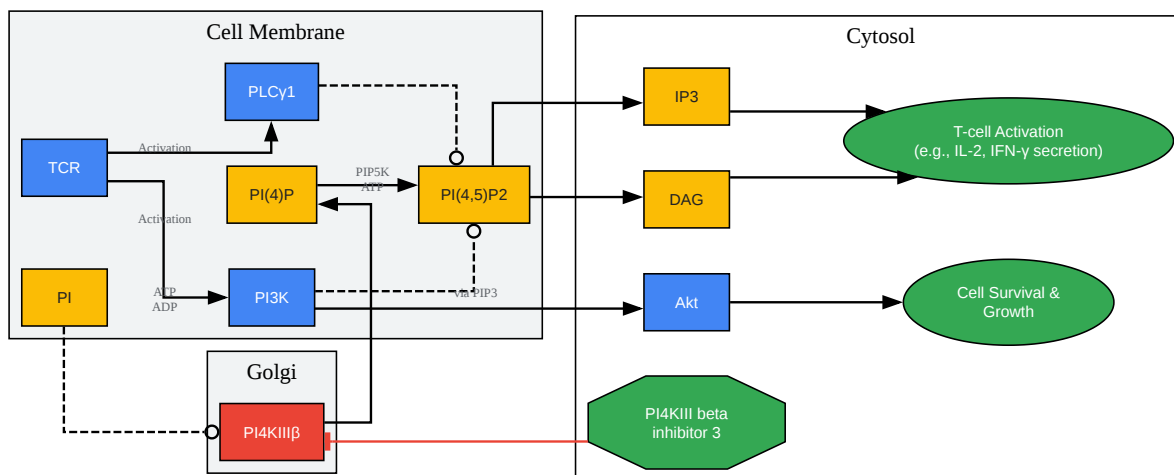 Cell Membrane
Cytosol
PLCγ1
IP3
TCR
Activation
T-cell Activation
(e.g., IL-2, IFN-γ secretion)
PIP5K
ATP
PI(4)P
PI(4,5)P2
DAG
Activation
PI
ATP
ADP
PI3K
via PIP3
Akt
Cell Survival &
Growth
Golgi
PI4KIIIβ
PI4KIII beta
inhibitor 3